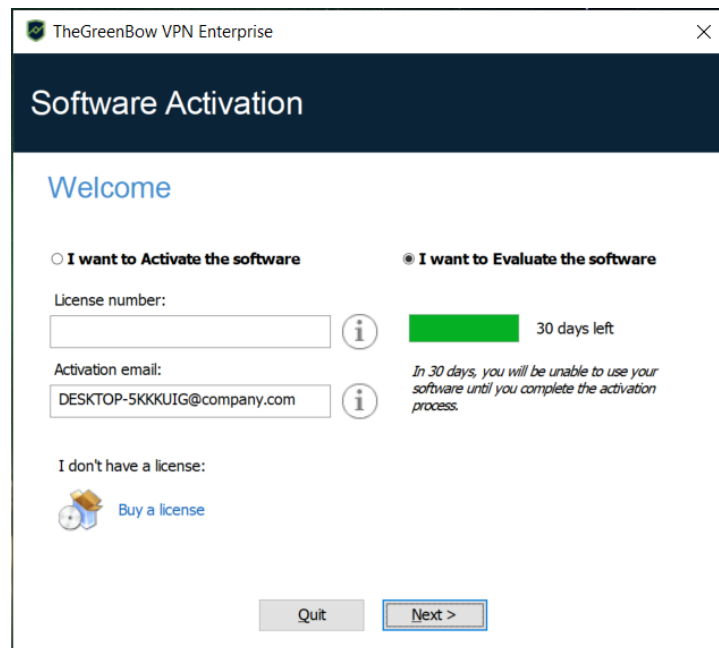 TheGreenBow VPN Enterprise
Software Activation
Welcome
I want to Activate the software
I want to Evaluate the software
License number:
30 days left
Activation email:
In 30 days, you will be unable to use your
software until you complete the activation
process.
DESKTOP-5KKKUIG@company.com
I don't have a license:
Buy a license
Quit
Next >